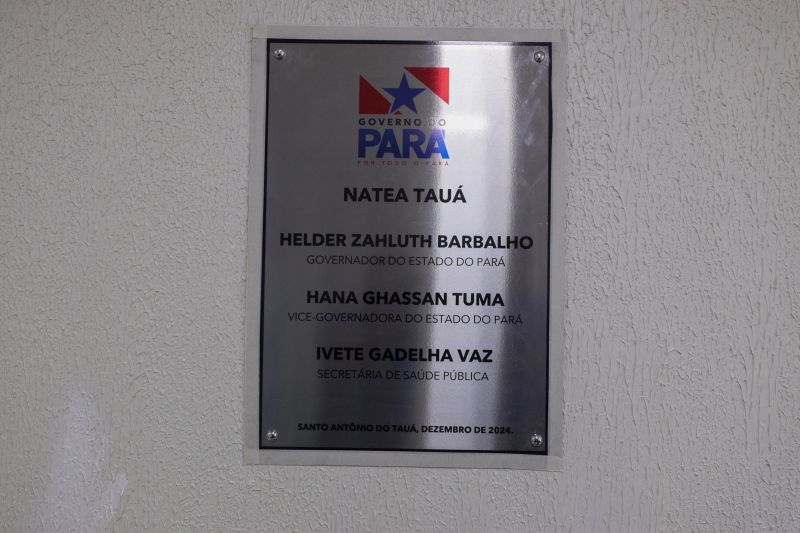 GOVERNO DO
PARÁ
POR TODO O PARÁ
NATEA TAUÁ
HELDER ZAHLUTH BARBALHO
GOVERNADOR DO ESTADO DO PARÁ
HANA GHASSAN TUMA
VICE-GOVERNADORA DO ESTADO DO PARÁ
IVETE GADELHA VAZ
SECRETÁRIA DE SAÚDE PÚBLICA
SANTO ANTÔNIO DO TAUÁ, DEZEMBRO DE 2024.